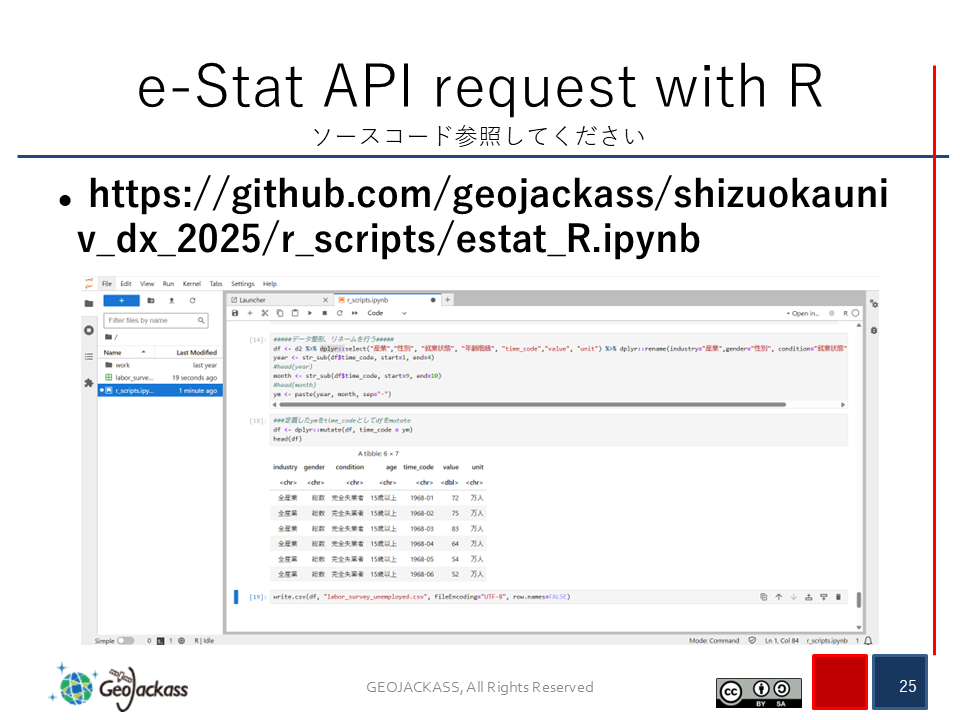 e-Stat API request with R
ソースコード参照してください
● https://github.com/geojackass/shizuokauni
v_dx_2025/r_scripts/estat_R.ipynb
File Edit View Run Kernel Tabs Settings Help
Launcher
r_scripts.ipynb
Code
Open in...
R
Filter files by name
/
Name Last Modified
work last year
labor_surve... 19 seconds ago
r_scripts.ipy... 1 minute ago
[14]: #####データ整形、リネームを行う#####
df <- d2 %>% dplyr::select("産業","性別", "就業状態", "年齢階級", "time_code","value", "unit") %>% dplyr::rename(industry="産業",gender="性別", condition="就業状態"
year <- str_sub(df$time_code, start=1, end=4)
#head(year)
month <- str_sub(df$time_code, start=9, end=10)
#head(month)
ym <- paste(year, month, sep="-")
[18]: ###定義したymをtime_codeとしてdfをmutate
df <- dplyr::mutate(df, time_code = ym)
head(df)
A tibble: 6 × 7
industry gender condition age time_code value unit
<chr> <chr> <chr> <chr> <chr> <dbl> <chr>
全産業 総数 完全失業者 15歳以上 1968-01 72 万人
全産業 総数 完全失業者 15歳以上 1968-02 75 万人
全産業 総数 完全失業者 15歳以上 1968-03 83 万人
全産業 総数 完全失業者 15歳以上 1968-04 64 万人
全産業 総数 完全失業者 15歳以上 1968-05 54 万人
全産業 総数 完全失業者 15歳以上 1968-06 52 万人
[19]: write.csv(df, "labor_survey_unemployed.csv", fileEncoding="UTF-8", row.names=FALSE)
Simple 0 1 R | Idle
Mode: Command Ln 1, Col 84 r_scripts.ipynb 1
GeoJackass
GEOJACKASS, All Rights Reserved
cc BY SA
25